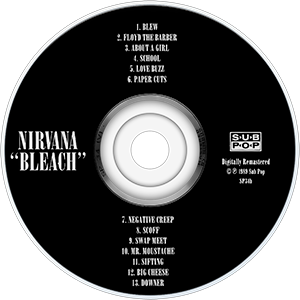 1. BLEW
2. FLOYD THE BARBER
3. ABOUT A GIRL
4. SCHOOL
5. LOVE BUZZ
6. PAPER CUTS
NIRVANA
“BLEACH”
SUB
POP
Digitally Remastered
© ℗ 1989 Sub Pop
SP34b
7. NEGATIVE CREEP
8. SCOFF
9. SWAP MEET
10. MR. MOUSTACHE
11. SIFTING
12. BIG CHEESE
13. DOWNER